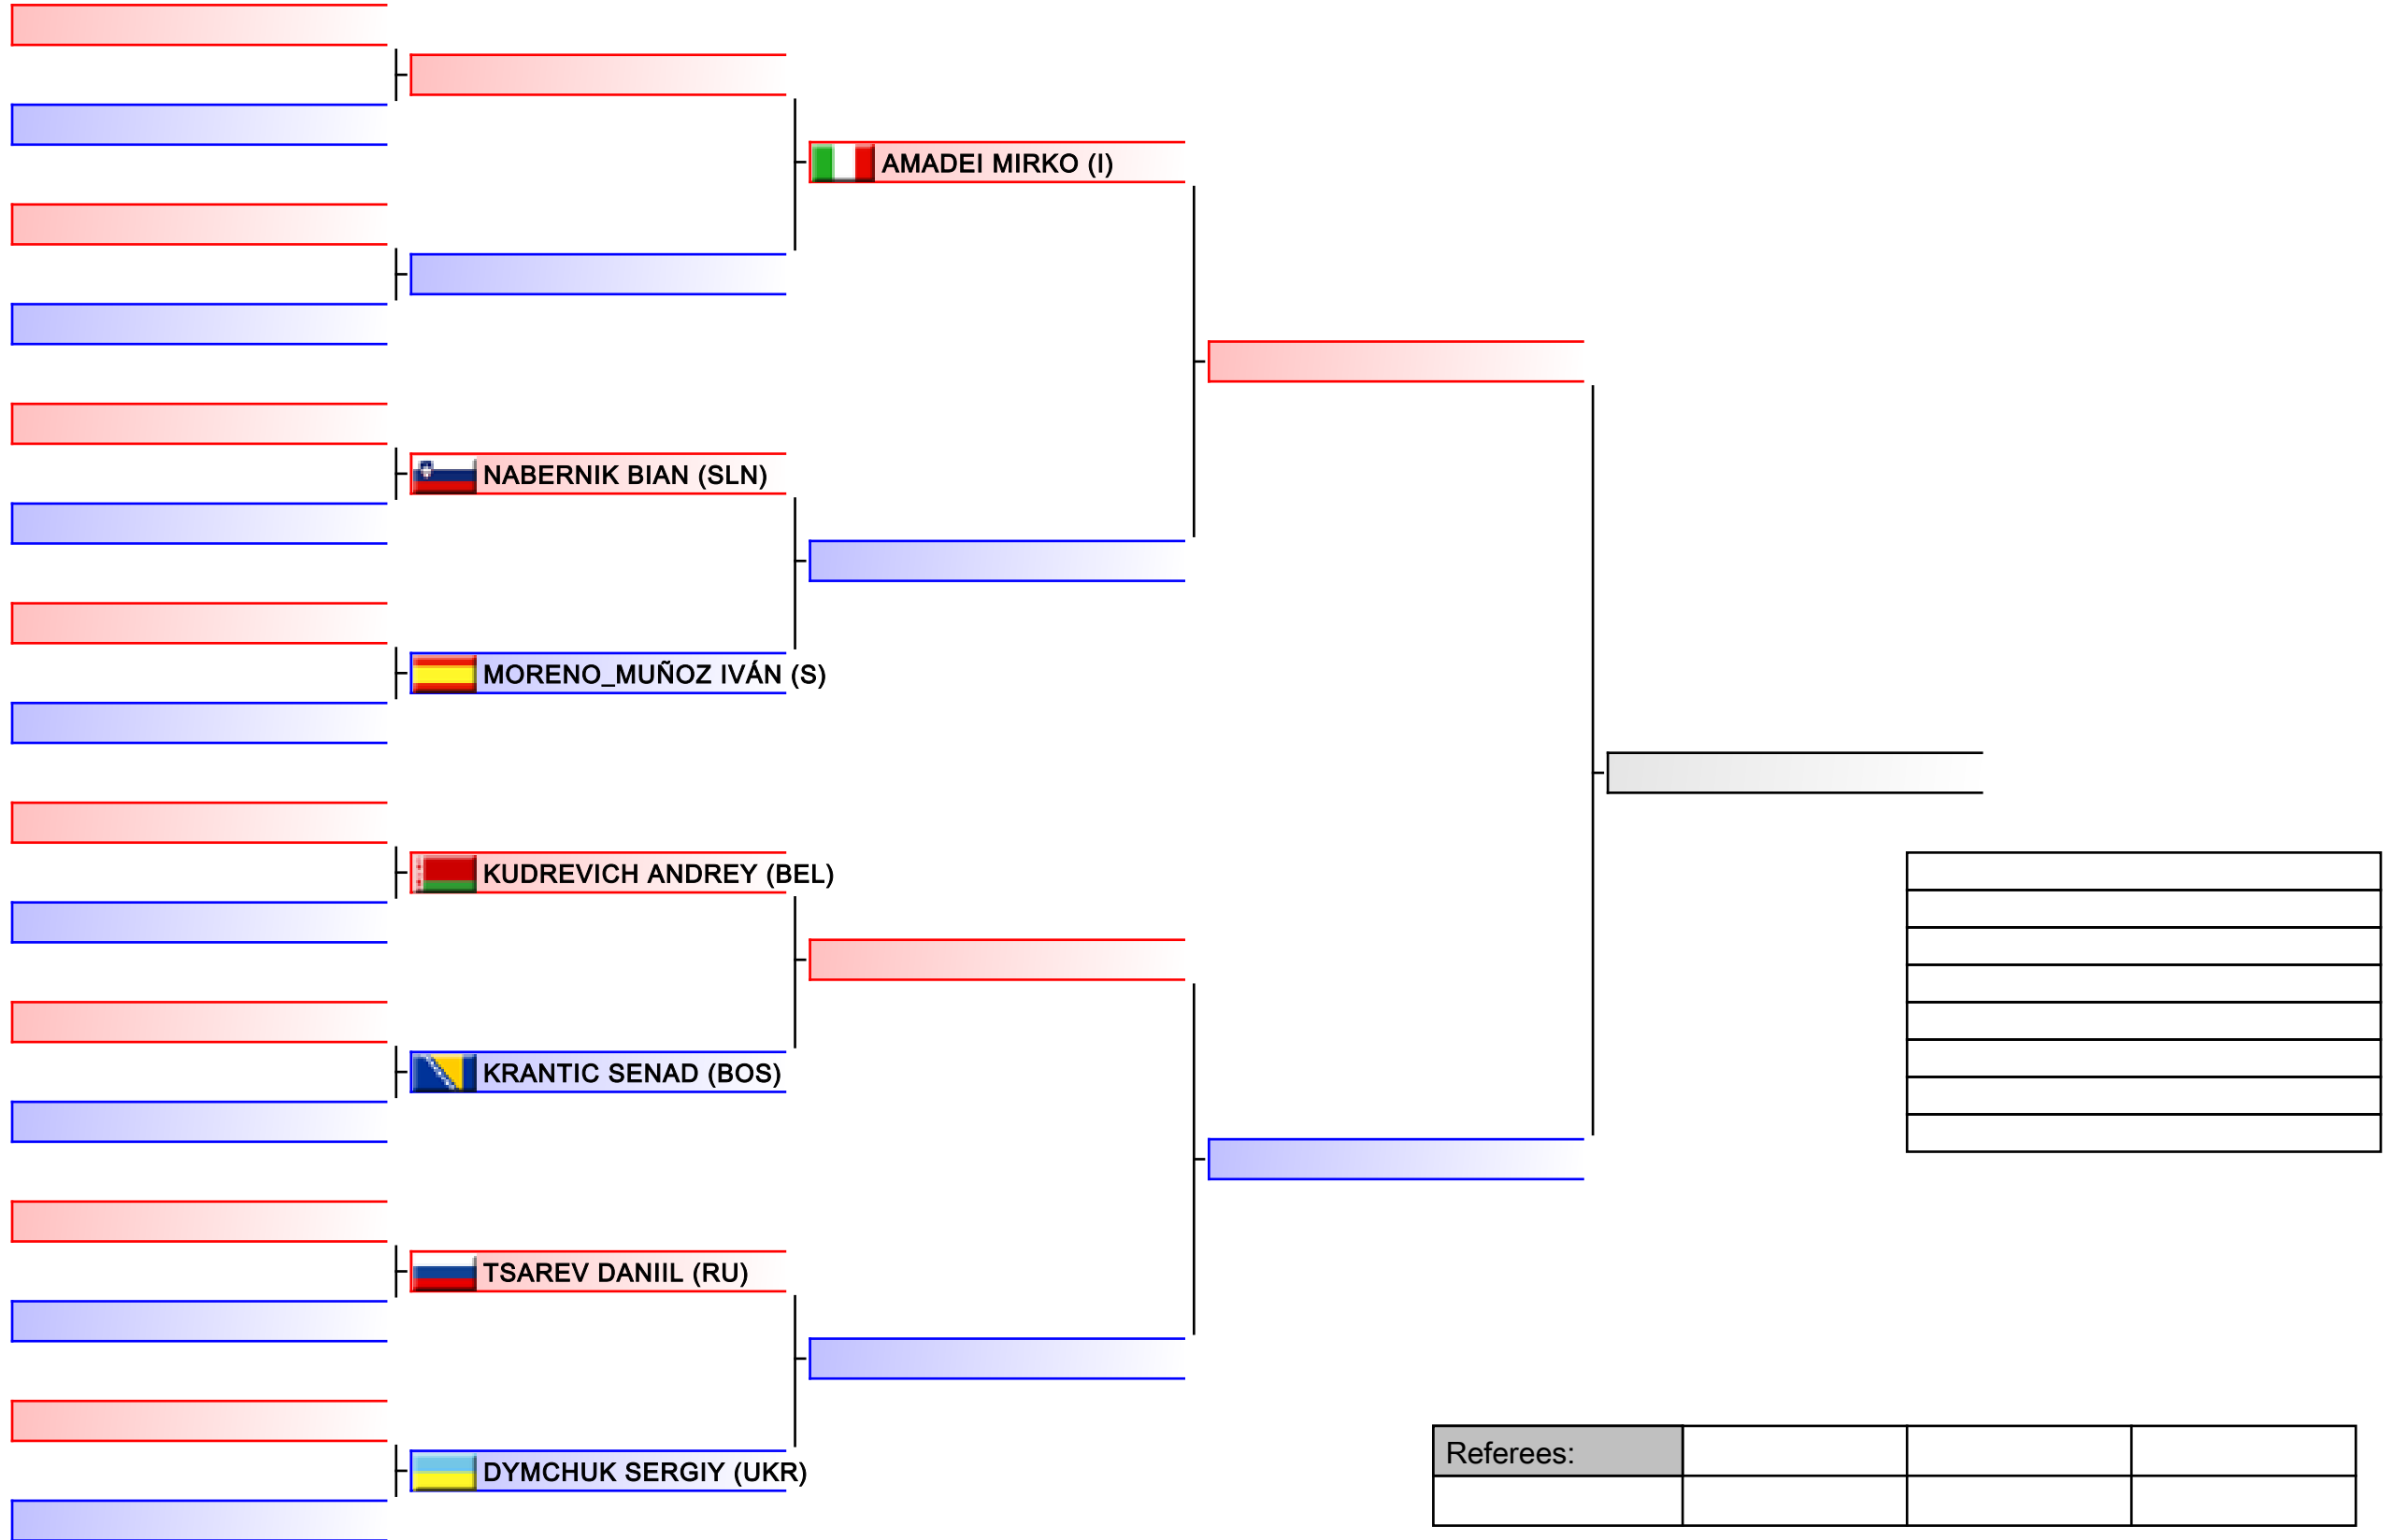 AMADEI MIRKO (I)
NABERNIK BIAN (SLN)
MORENO_MUÑOZ IVÁN (S)
KUDREVICH ANDREY (BEL)
KRANTIC SENAD (BOS)
TSAREV DANIIL (RU)
DYMCHUK SERGIY (UKR)
Referees: